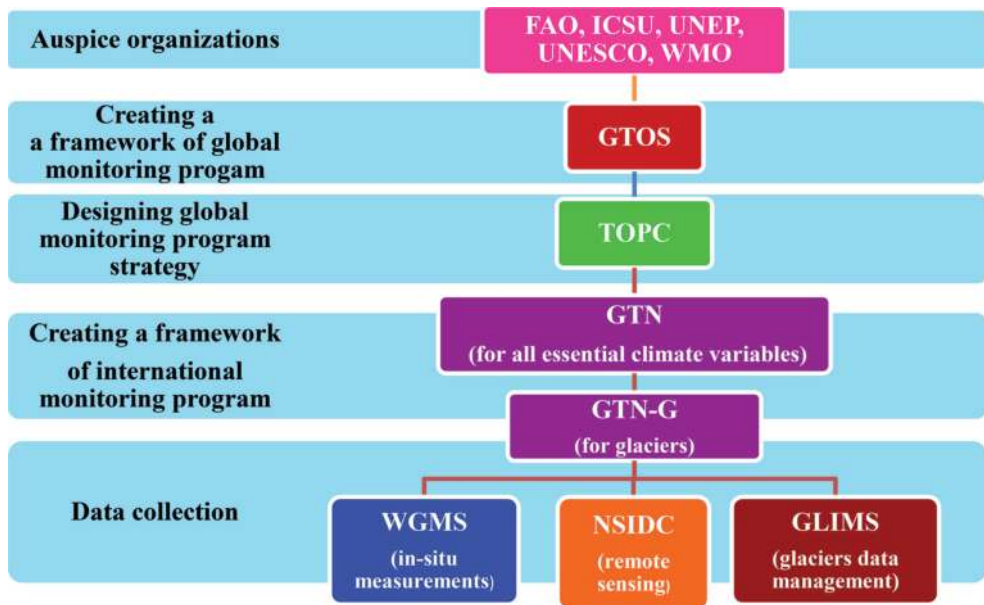 Auspice organizations
FAO, ICSU, UNEP,
UNESCO, WMO
Creating a
a framework of global
monitoring progam
GTOS
Designing global
monitoring program
strategy
TOPC
Creating a framework
of international
monitoring program
GTN
(for all essential climate variables)
GTN-G
(for glaciers)
Data collection
WGMS
(in-situ
measurements)
NSIDC
(remote
sensing)
GLIMS
(glaciers data
management)